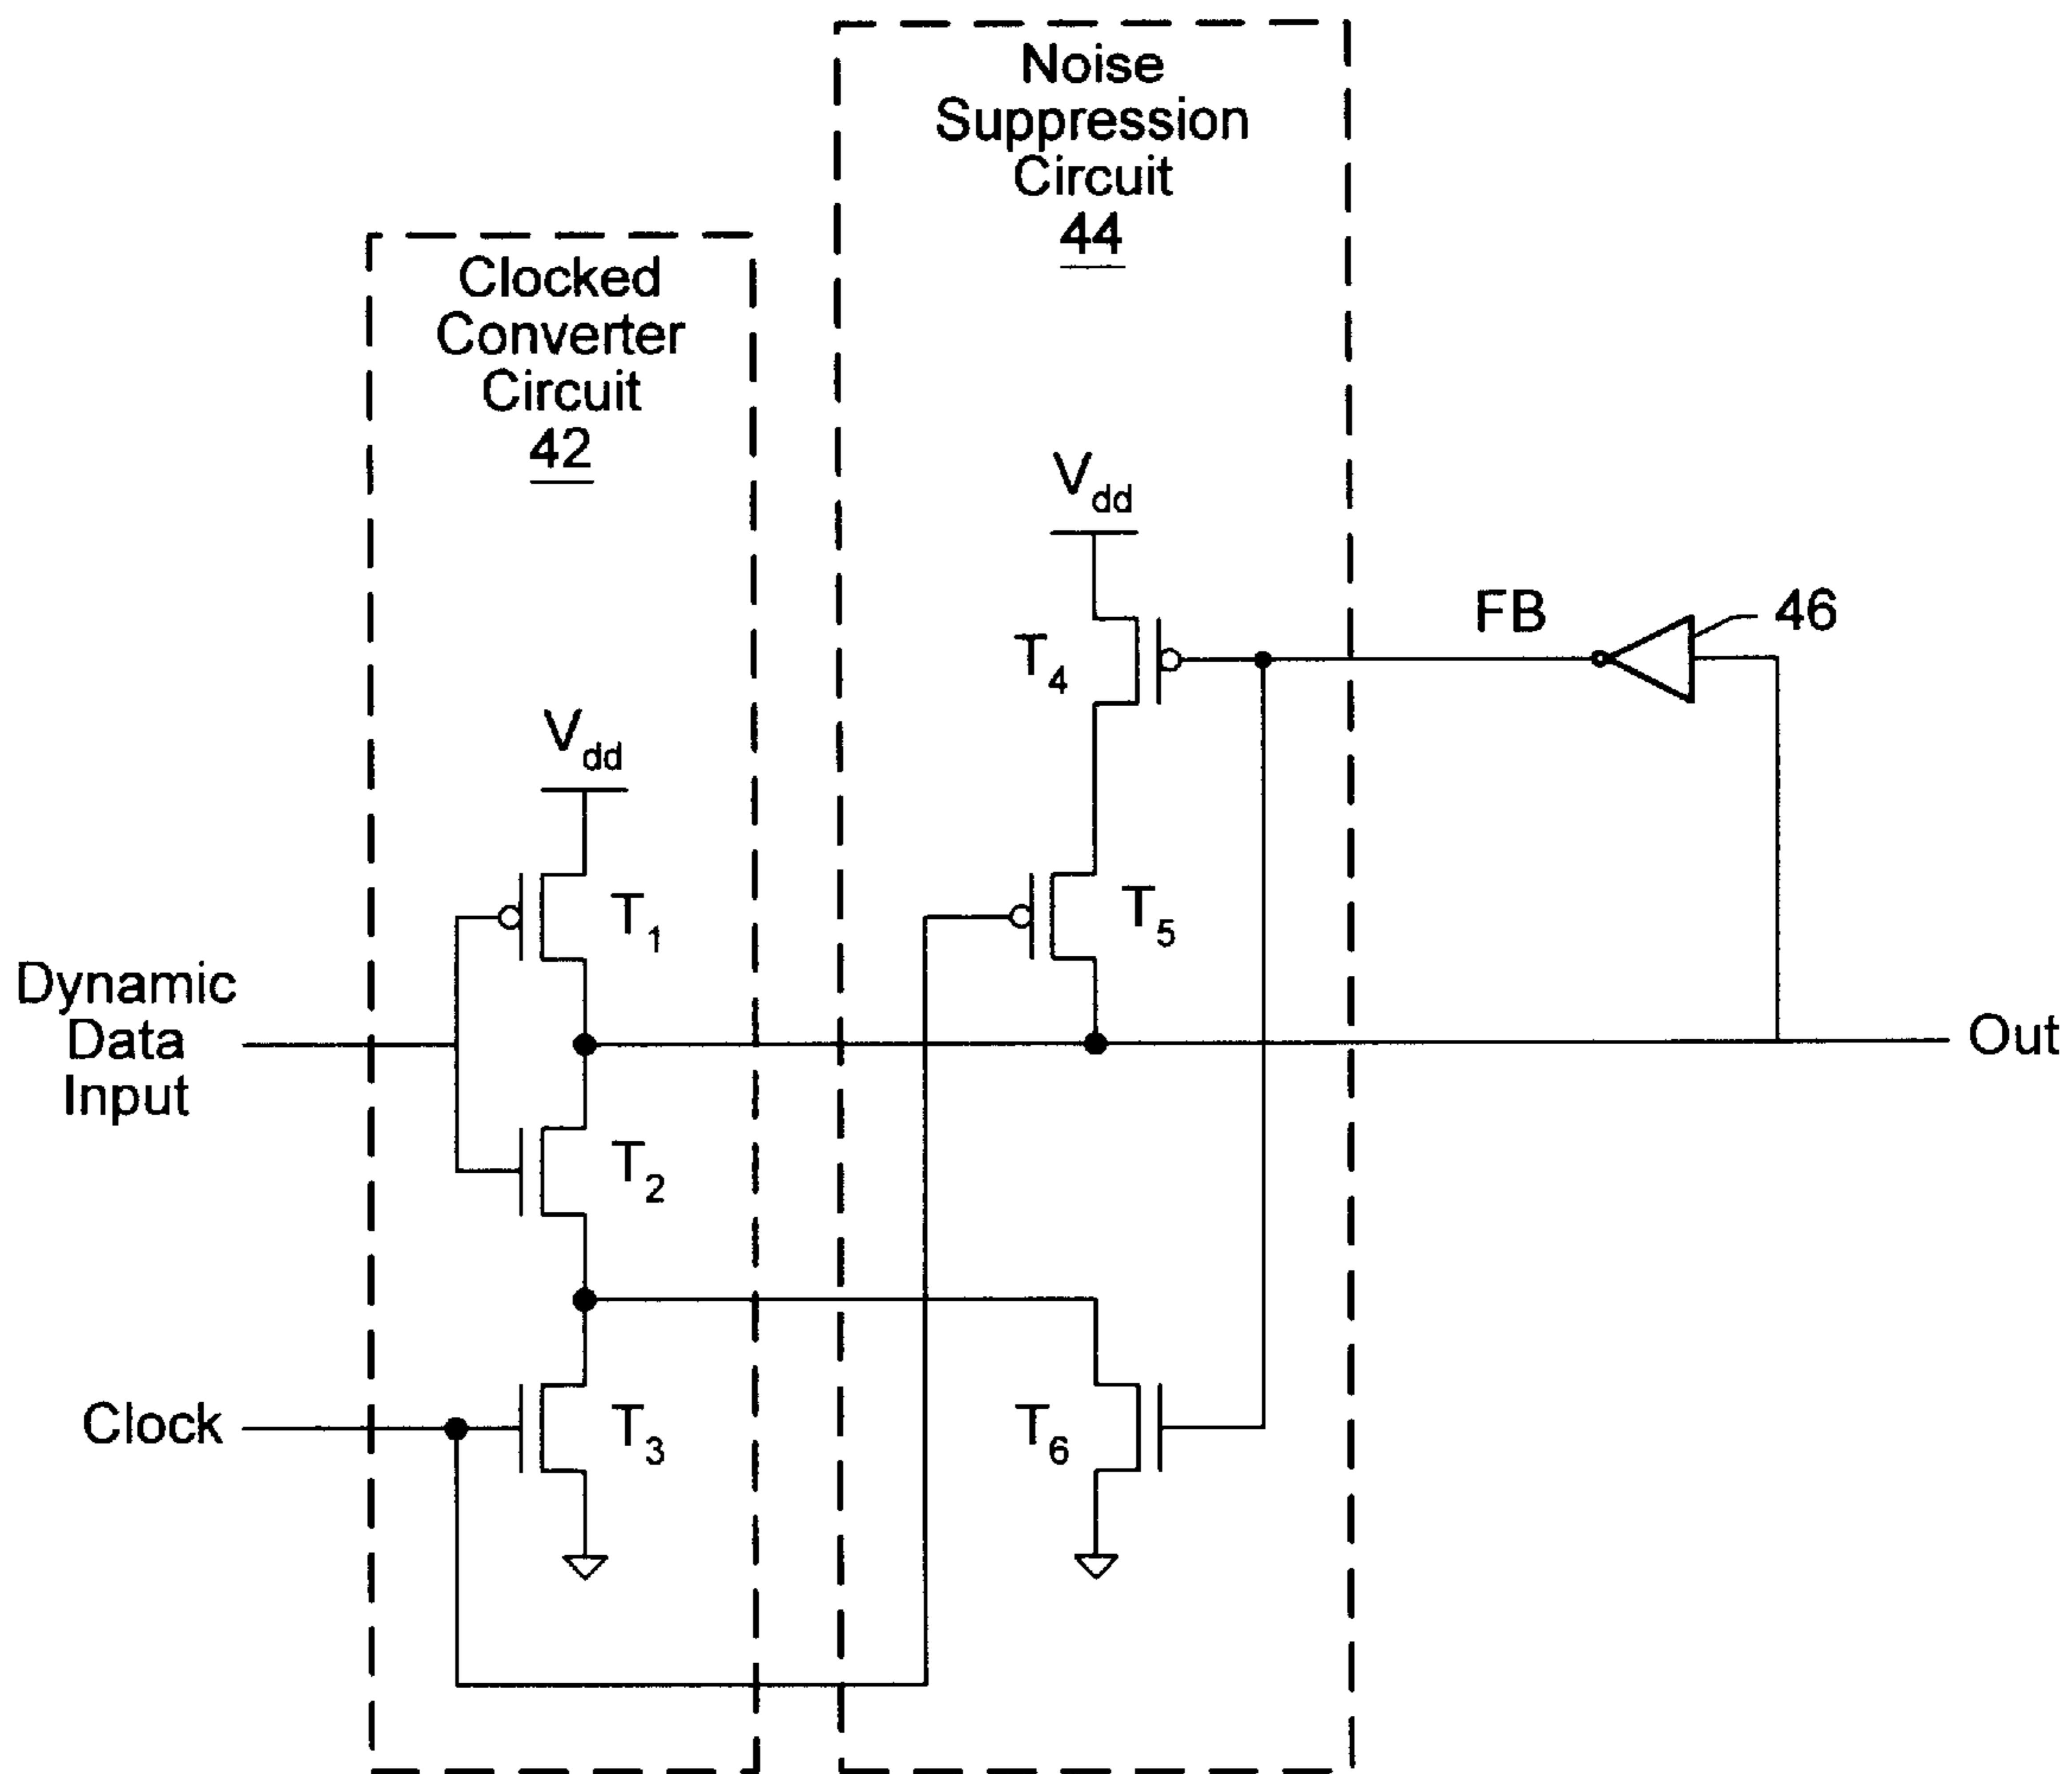 Noise
Suppression
Circuit
44
Clocked
Converter
Circuit
42
Vdd
T4
FB
46
Vdd
T1
T5
Dynamic
Data
Input
Out
T2
Clock
T3
T6